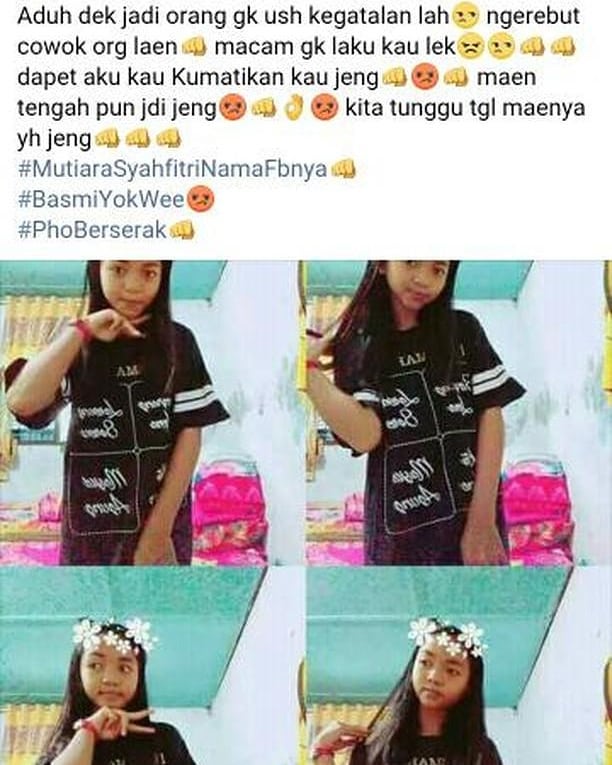 Aduh dek jadi orang gk ush kegatalan lah😒 ngerebut
cowok org laen👊 macam gk laku kau lek😠😒👊👊
dapet aku kau Kumatikan kau jeng👊😡👊 maen
tengah pun jdi jeng😡👊👌😡 kita tunggu tgl maenya
yh jeng👊👊👊
#MutiaraSyahfitriNamaFbnya👊
#BasmiYokWee😡
#PhoBerserak👊